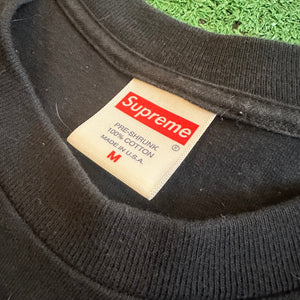 Supreme
®
PRE-SHRUNK
100% COTTON
MADE IN U.S.A.
M